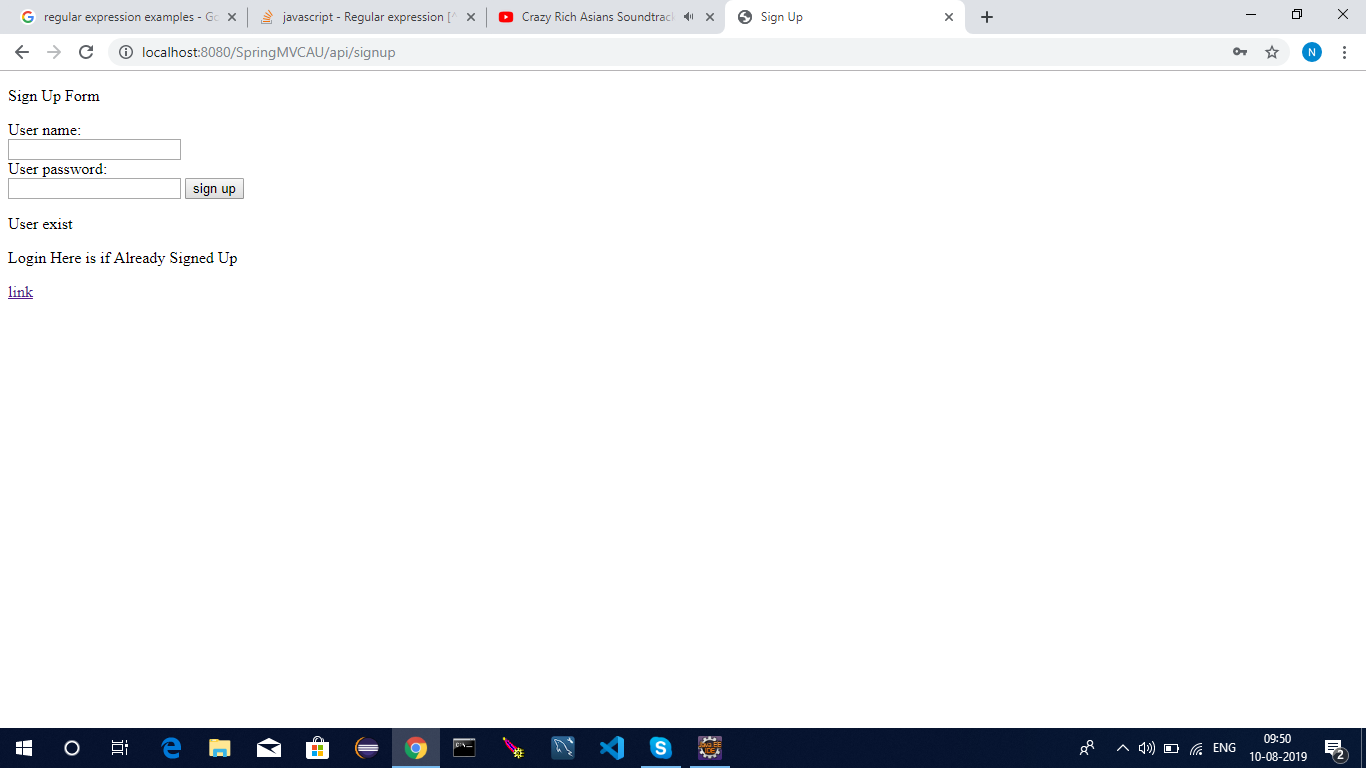 regular expression examples - Go
javascript - Regular expression [^
Crazy Rich Asians Soundtrack
Sign Up
localhost:8080/SpringMVCAU/api/signup
N
Sign Up Form
User name:
User password:
sign up
User exist
Login Here is if Already Signed Up
link
ENG
09:50
10-08-2019
2